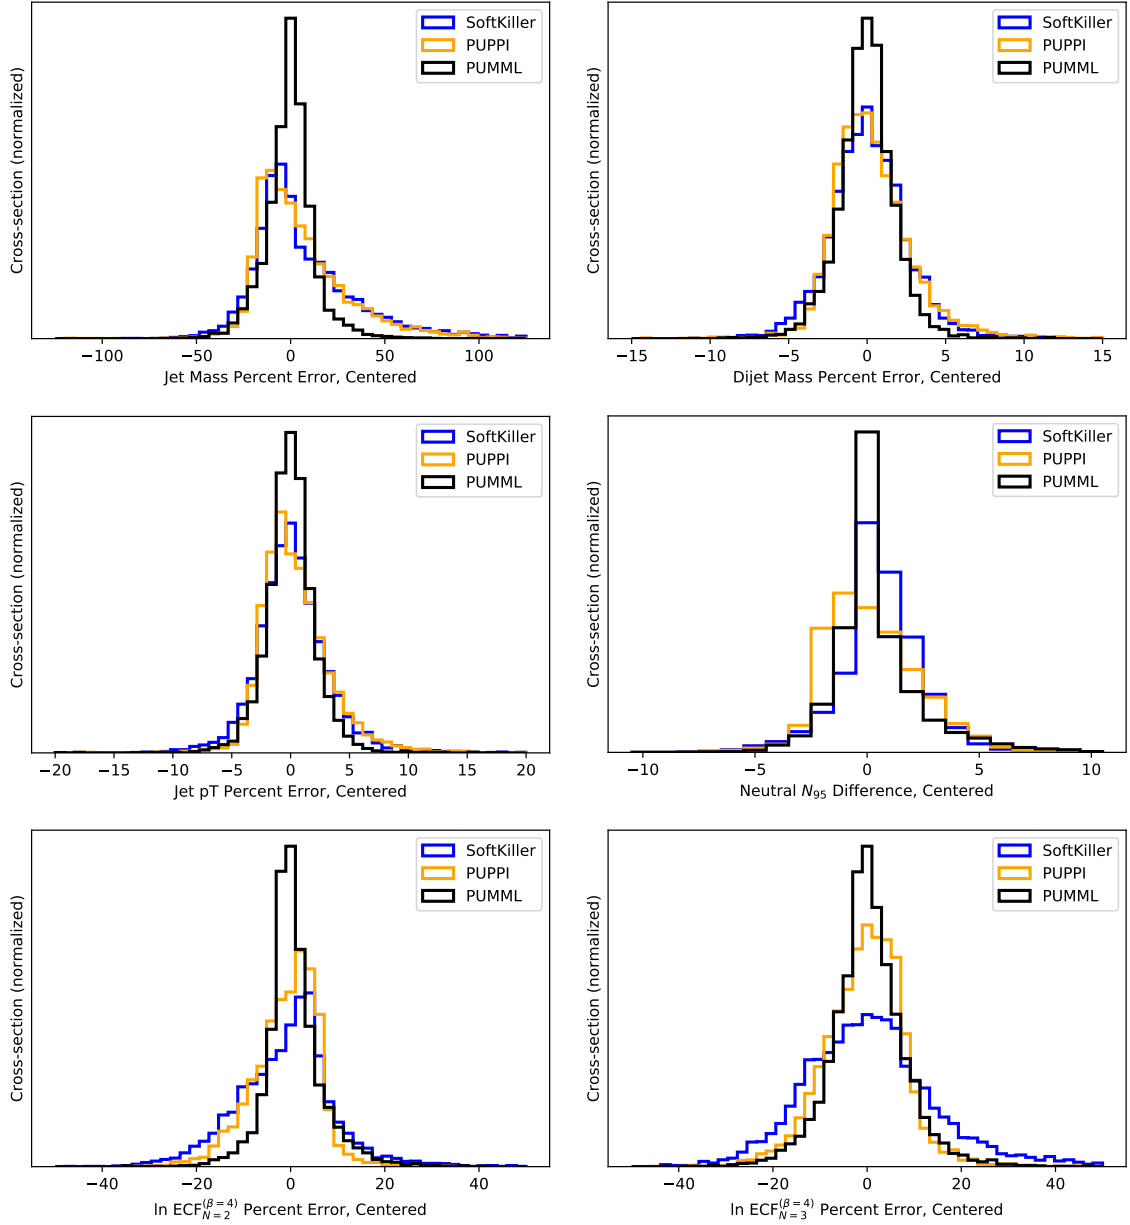 Cross-section (normalized)
SoftKiller
PUPPI
PUMML
−100 −50 0 50 100
Jet Mass Percent Error, Centered
Cross-section (normalized)
SoftKiller
PUPPI
PUMML
−15 −10 −5 0 5 10 15
Dijet Mass Percent Error, Centered
Cross-section (normalized)
SoftKiller
PUPPI
PUMML
−20 −15 −10 −5 0 5 10 15 20
Jet pT Percent Error, Centered
Cross-section (normalized)
SoftKiller
PUPPI
PUMML
−10 −5 0 5 10
Neutral N₉₅ Difference, Centered
Cross-section (normalized)
SoftKiller
PUPPI
PUMML
−40 −20 0 20 40
ln ECF_{N=2}^{(β=4)} Percent Error, Centered
Cross-section (normalized)
SoftKiller
PUPPI
PUMML
−40 −20 0 20 40
ln ECF_{N=3}^{(β=4)} Percent Error, Centered